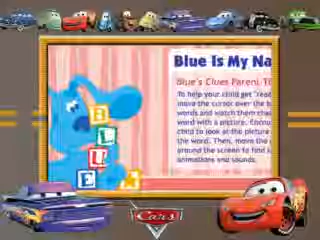 Blue Is My Na
Blue's Clues Parent Ti
To help your child get "read
move the cursor over the b
words and watch them cha
word with a picture. Encou
child to look at the picture
the word. Then, move the
around the screen to find s
animations and sounds.
B
L
U
E
Cars